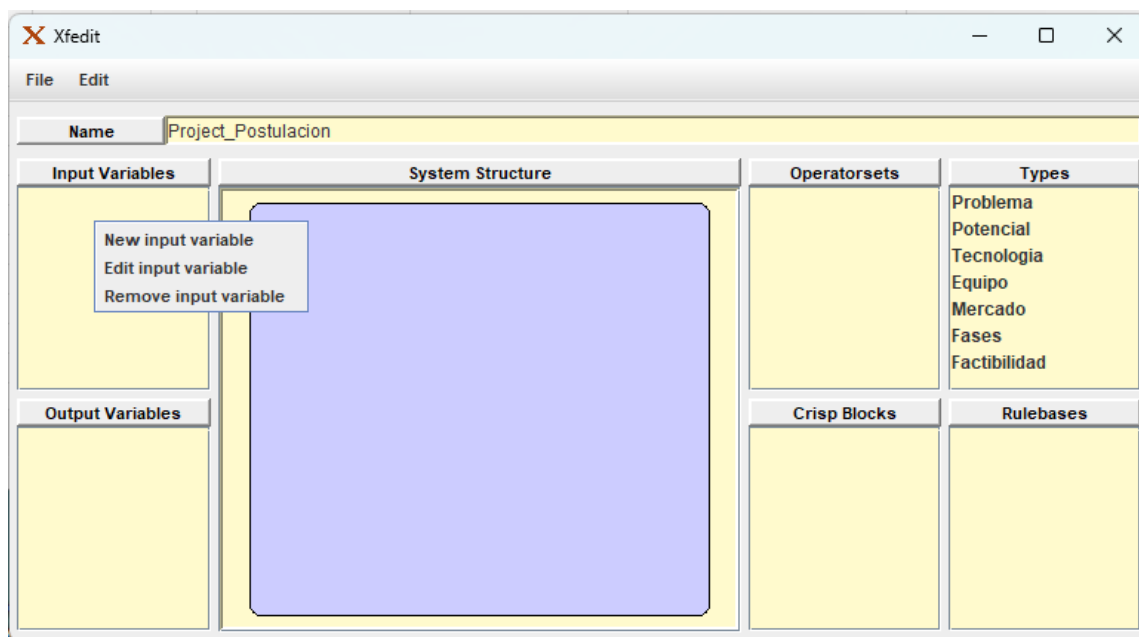 Xfedit
File Edit
Name Project_Postulacion
Input Variables System Structure Operatorsets Types
New input variable
Edit input variable
Remove input variable
Problema
Potencial
Tecnologia
Equipo
Mercado
Fases
Factibilidad
Output Variables Crisp Blocks Rulebases